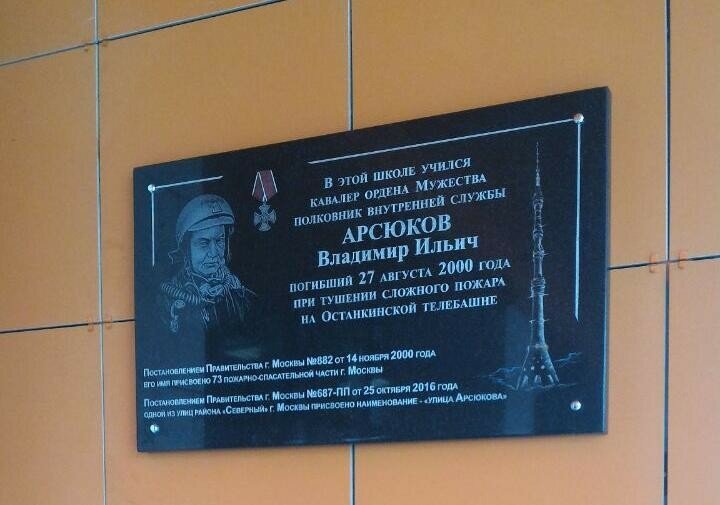 В этой школе учился
кавалер ордена Мужества
полковник внутренней службы
АРСЮКОВ
Владимир Ильич
погибший 27 августа 2000 года
при тушении сложного пожара
на Останкинской телебашне
Постановлением Правительства г. Москвы №882 от 14 ноября 2000 года
его имя присвоено 73 пожарно-спасательной части г. Москвы
Постановлением Правительства г. Москвы №687-ПП от 25 октября 2016 года
одной из улиц района «Северный» г. Москвы присвоено наименование - «улица Арсюкова»